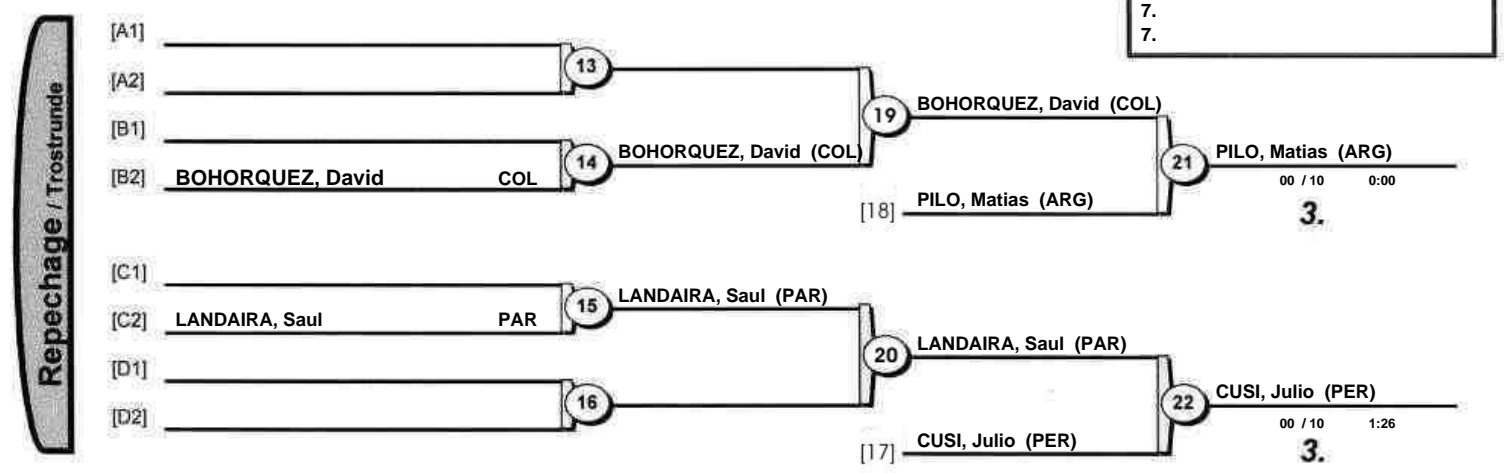 7.
7.
Repechage / Trostrunde
[A1]
[A2]
13
[B1]
[B2] BOHORQUEZ, David COL
14
BOHORQUEZ, David (COL)
19
BOHORQUEZ, David (COL)
[18] PILO, Matias (ARG)
21
PILO, Matias (ARG)
00 / 10 0:00
3.
[C1]
[C2] LANDAIRA, Saul PAR
15
LANDAIRA, Saul (PAR)
[D1]
[D2]
16
20
LANDAIRA, Saul (PAR)
[17] CUSI, Julio (PER)
22
CUSI, Julio (PER)
00 / 10 1:26
3.